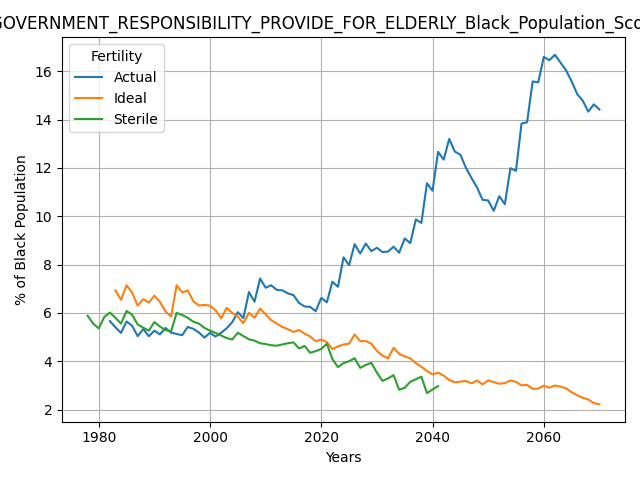 GOVERNMENT_RESPONSIBILITY_PROVIDE_FOR_ELDERLY_Black_Population_Sco
Fertility
Actual
Ideal
Sterile
% of Black Population
16
14
12
10
8
6
4
2
1980 2000 2020 2040 2060
Years